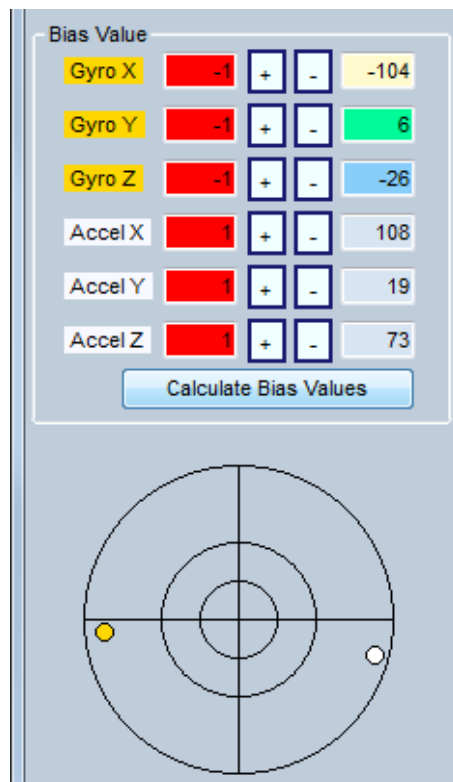 Bias Value
Gyro X -1 + - -104
Gyro Y -1 + - 6
Gyro Z -1 + - -26
Accel X 1 + - 108
Accel Y 1 + - 19
Accel Z 1 + - 73
Calculate Bias Values